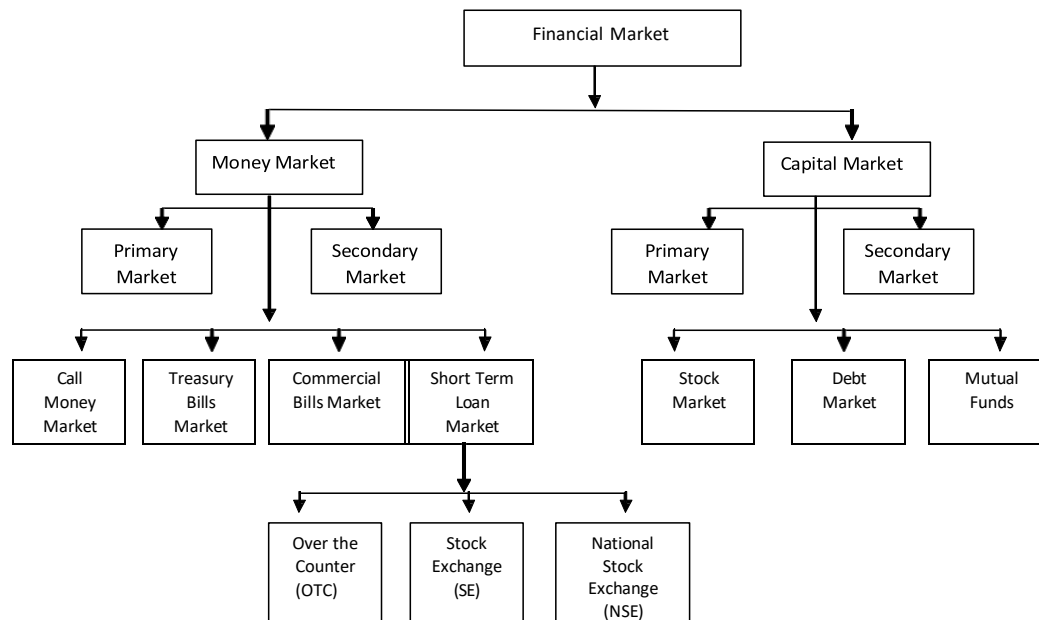 Financial Market
Money Market
Capital Market
Primary
Market
Secondary
Market
Primary
Market
Secondary
Market
Call
Money
Market
Treasury
Bills
Market
Commercial
Bills Market
Short Term
Loan
Market
Stock
Market
Debt
Market
Mutual
Funds
Over the
Counter
(OTC)
Stock
Exchange
(SE)
National
Stock
Exchange
(NSE)